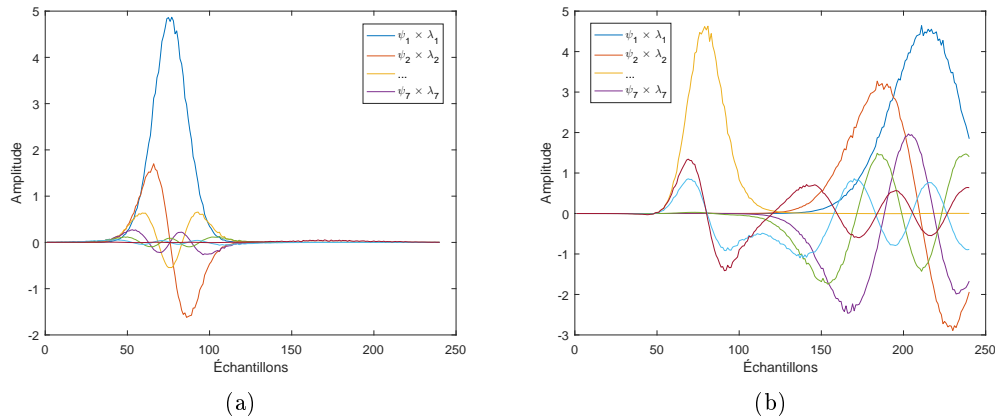 5
4
3
2
1
0
-1
-2
0 50 100 150 200 250
Amplitude
Échantillons
ψ₁ × λ₁
ψ₂ × λ₂
...
ψ₇ × λ₇
(a)
5
4
3
2
1
0
-1
-2
-3
0 50 100 150 200 250
Amplitude
Échantillons
ψ₁ × λ₁
ψ₂ × λ₂
...
ψ₇ × λ₇
(b)